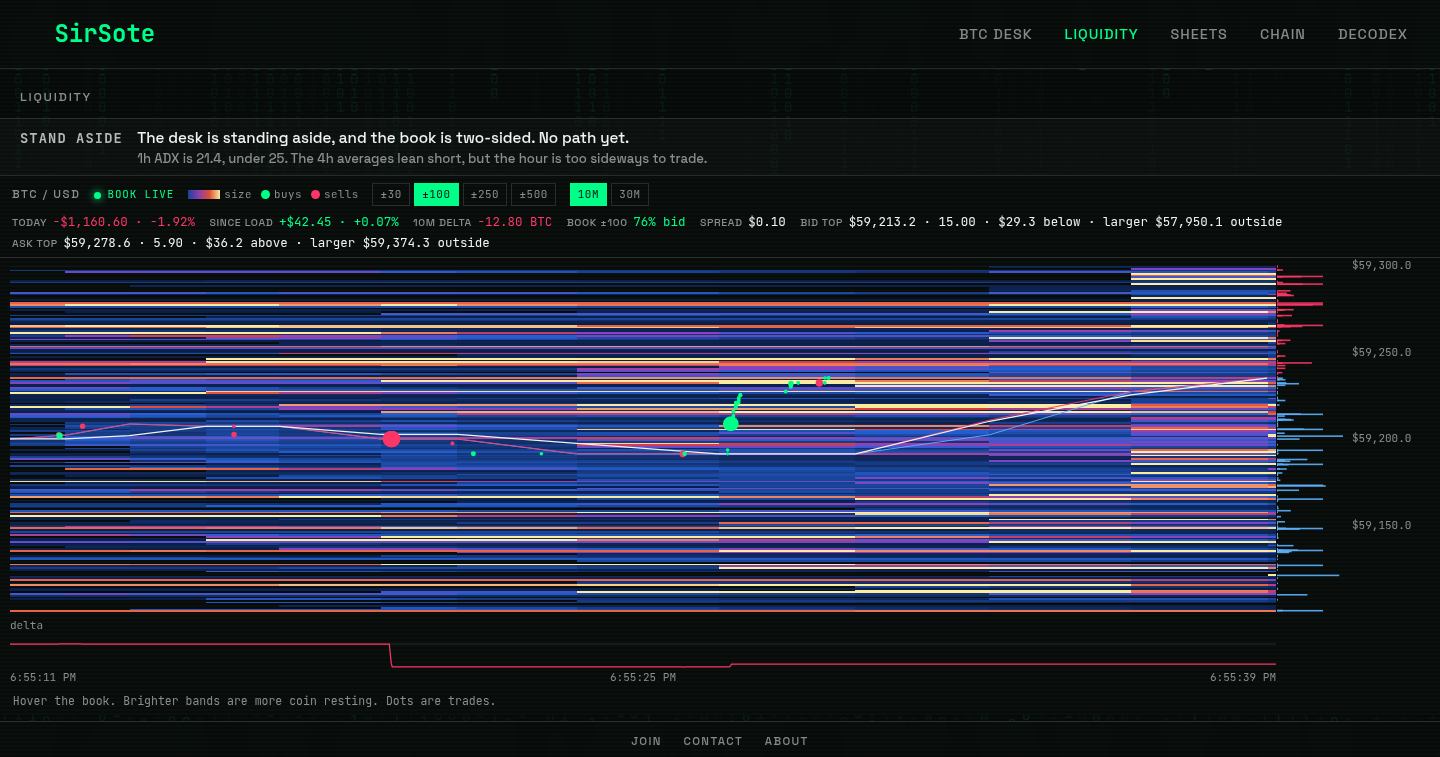 SirSote
BTC DESK LIQUIDITY SHEETS CHAIN DECODEX
LIQUIDITY
STAND ASIDE The desk is standing aside, and the book is two-sided. No path yet.
1h ADX is 21.4, under 25. The 4h averages lean short, but the hour is too sideways to trade.
BTC / USD BOOK LIVE size buys sells ±30 ±100 ±250 ±500 10M 30M
TODAY -$1,160.60 · -1.92% SINCE LOAD +$42.45 · +0.07% 10M DELTA -12.80 BTC BOOK ±100 76% bid SPREAD $0.10 BID TOP $59,213.2 · 15.00 · $29.3 below · larger $57,950.1 outside
ASK TOP $59,278.6 · 5.90 · $36.2 above · larger $59,374.3 outside
$59,300.0
$59,250.0
$59,200.0
$59,150.0
delta
6:55:11 PM 6:55:25 PM 6:55:39 PM
Hover the book. Brighter bands are more coin resting. Dots are trades.
JOIN CONTACT ABOUT